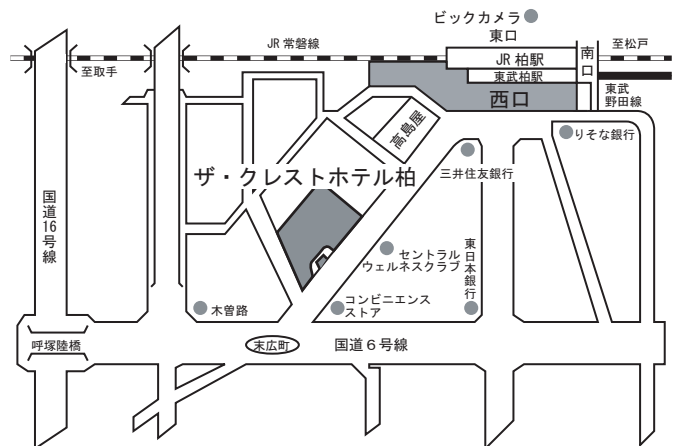 ビックカメラ
東口
JR 常磐線
至取手
JR 柏駅
東武柏駅
南口
至松戸
東武
野田線
西口
高島屋
りそな銀行
三井住友銀行
ザ・クレストホテル柏
国道16号線
セントラル
ウェルネスクラブ
東日本銀行
木曽路
コンビニエンス
ストア
呼塚陸橋
末広町
国道６号線